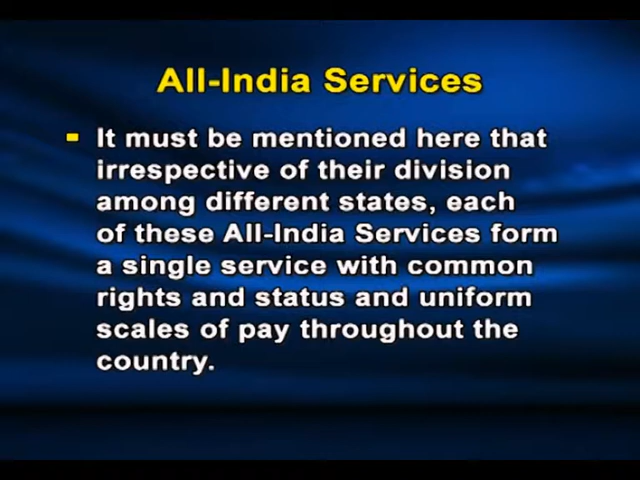 All-India Services
It must be mentioned here that
irrespective of their division
among different states, each
of these All-India Services form
a single service with common
rights and status and uniform
scales of pay throughout the
country.